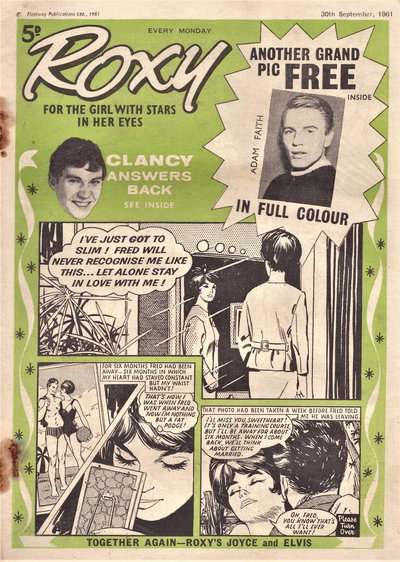 © Fleetway Publications Ltd., 1961
30th September, 1961
5D
EVERY MONDAY
ROXY
FOR THE GIRL WITH STARS
IN HER EYES
ANOTHER GRAND
PIC FREE
INSIDE
ADAM FAITH
IN FULL COLOUR
CLANCY
ANSWERS
BACK
SEE INSIDE
I'VE JUST GOT TO
SLIM! FRED WILL
NEVER RECOGNISE ME LIKE
THIS... LET ALONE STAY
IN LOVE WITH ME!
FOR SIX MONTHS FRED HAD BEEN
AWAY—SIX MONTHS IN WHICH
MY HEART HAD STAYED CONSTANT
BUT MY WAIST
HADN'T!
THAT'S HOW I
WAS WHEN FRED
WENT AWAY AND
NOW I'M NOTHING
BUT A FAT
PODGE!
THAT PHOTO HAD BEEN TAKEN A WEEK BEFORE FRED TOLD
ME HE WAS LEAVING.
I'LL MISS YOU, SWEETHEART!
IT'S ONLY A TRAINING COURSE,
BUT I'LL BE AWAY FOR ABOUT
SIX MONTHS. WHEN I COME
BACK, WE'LL THINK
ABOUT GETTING
MARRIED.
OH, FRED,
YOU KNOW THAT'S
ALL I'LL EVER
WANT!
Please
Turn
Over
TOGETHER AGAIN—ROXY'S JOYCE and ELVIS